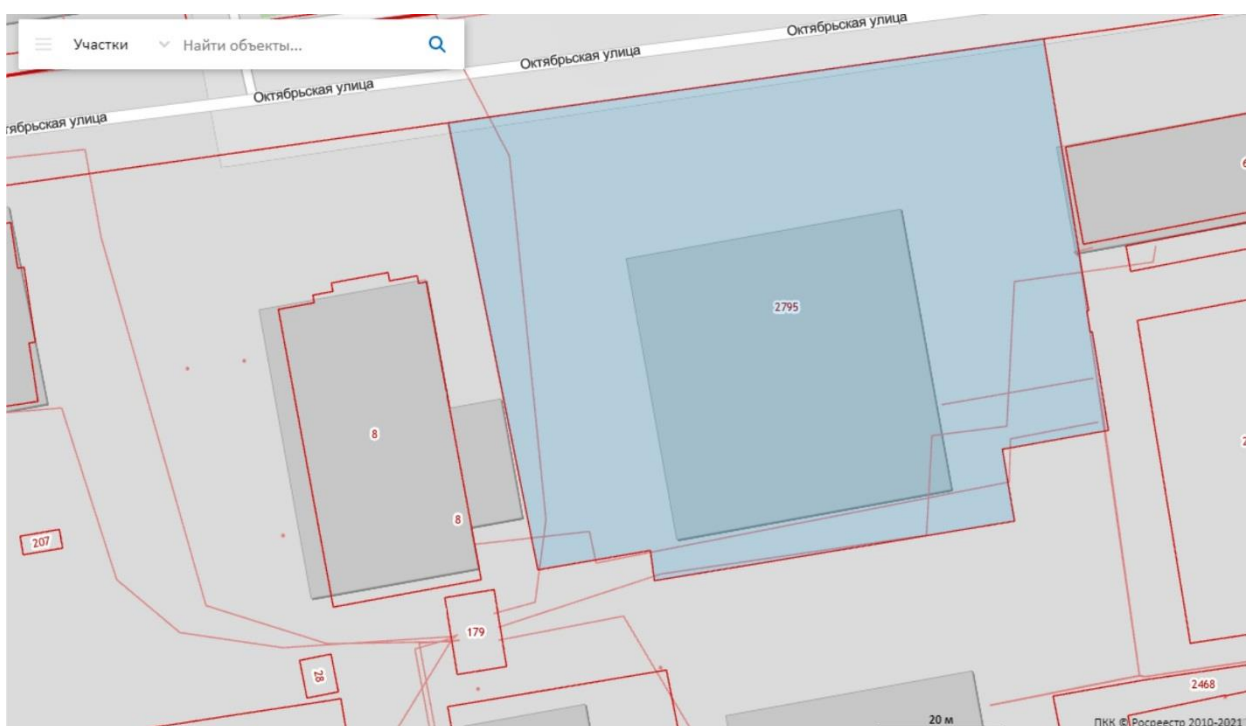 Участки
Найти объекты...
Октябрьская улица
Октябрьская улица
Октябрьская улица
тябрьская улица
2795
8
8
207
179
28
2468
20 м
ПКК © Росреестр 2010-2021